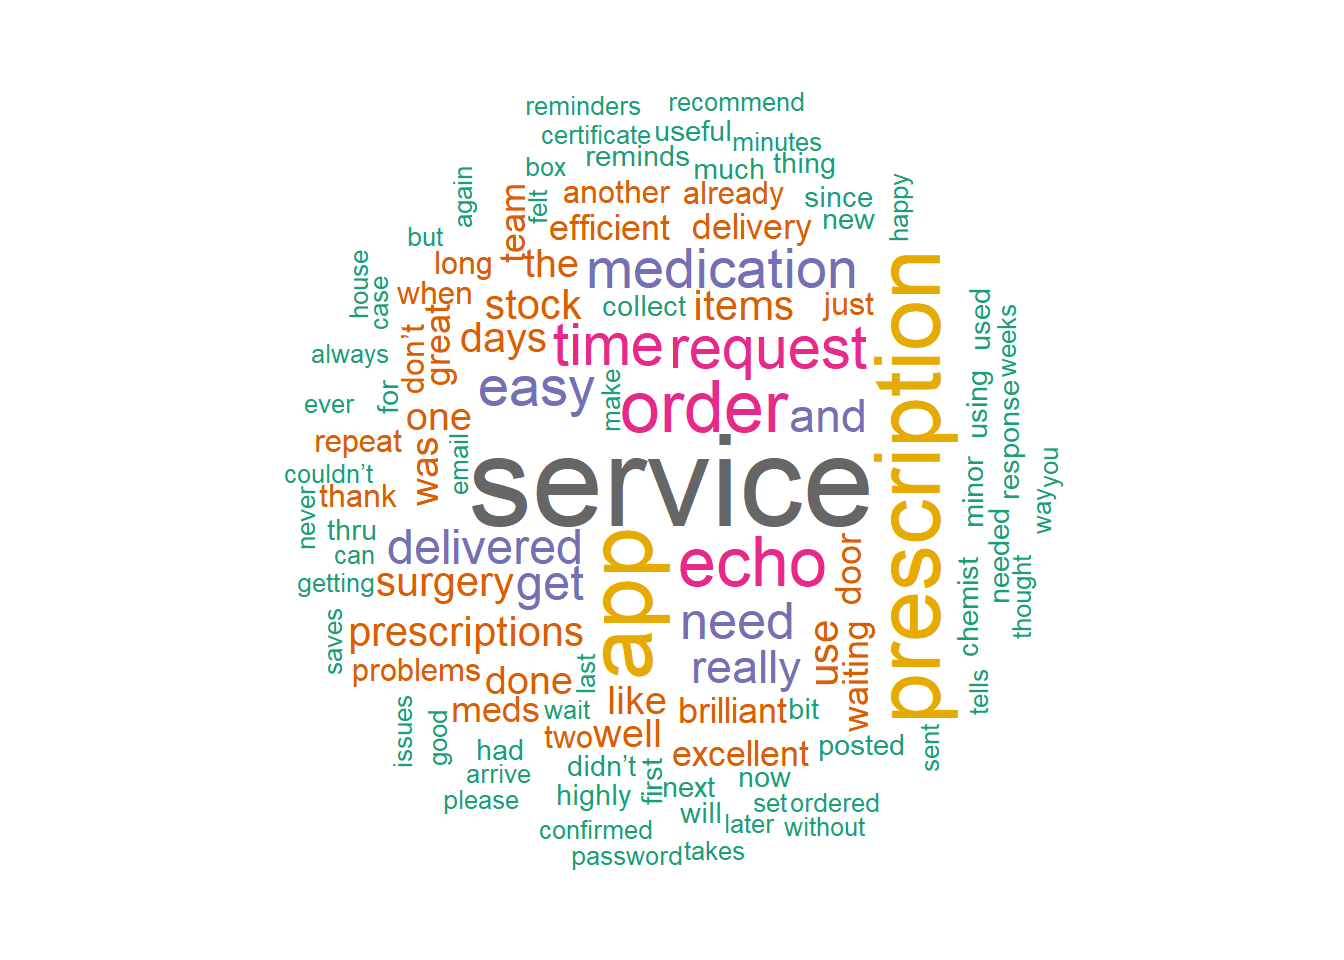 reminders recommend
certificate useful minutes
box reminds much thing
again team felt another already since happy
efficient delivery new
but
long the medication
house case when stock collect items just
don’t great days time request prescription used weeks
always
for easy make order and using response
ever
one
repeat was email service
couldn’t
thank minor way you
never thru
can delivered app echo door needed
getting surgery get thought
saves prescriptions need use waiting chemist
problems done last really tells
meds wait like brilliant bit
issues good two well
had excellent posted sent
arrive didn’t first next now
please highly will set ordered
confirmed later without
password takes